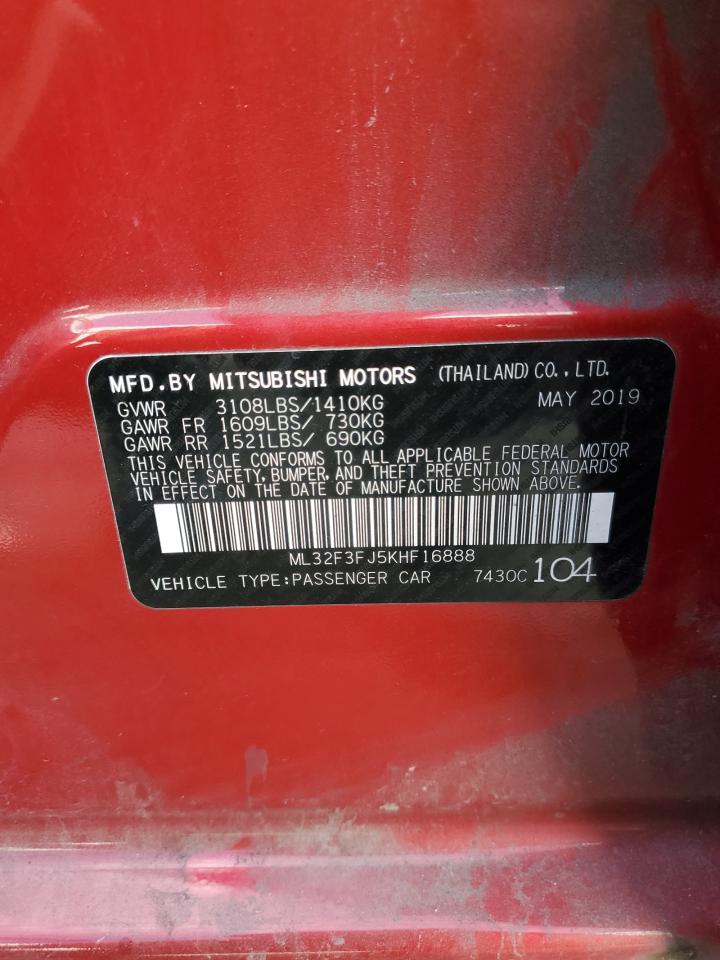 MFD.BY MITSUBISHI MOTORS (THAILAND)CO.,LTD.
GVWR 3108LBS/1410KG MAY 2019
GAWR FR 1609LBS/ 730KG
GAWR RR 1521LBS/ 690KG
THIS VEHICLE CONFORMS TO ALL APPLICABLE FEDERAL MOTOR
VEHICLE SAFETY, BUMPER, AND THEFT PREVENTION STANDARDS
IN EFFECT ON THE DATE OF MANUFACTURE SHOWN ABOVE.
ML32F3FJ5KHF16888
VEHICLE TYPE:PASSENGER CAR 7430C 104